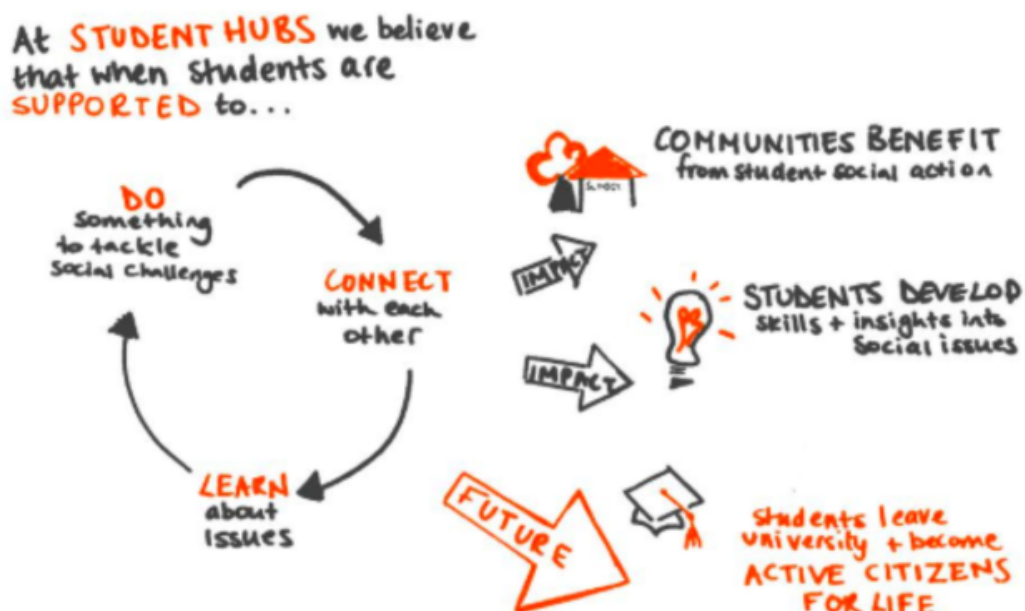 At STUDENT HUBS we believe
that when students are
SUPPORTED to...
DO
something
to tackle
social challenges
CONNECT
with each
other
LEARN
about
issues
SCHOOL
COMMUNITIES BENEFIT
from student social action
IMPACT
STUDENTS DEVELOP
skills + insights into
social issues
IMPACT
FUTURE
students leave
university + become
ACTIVE CITIZENS
FOR LIFE